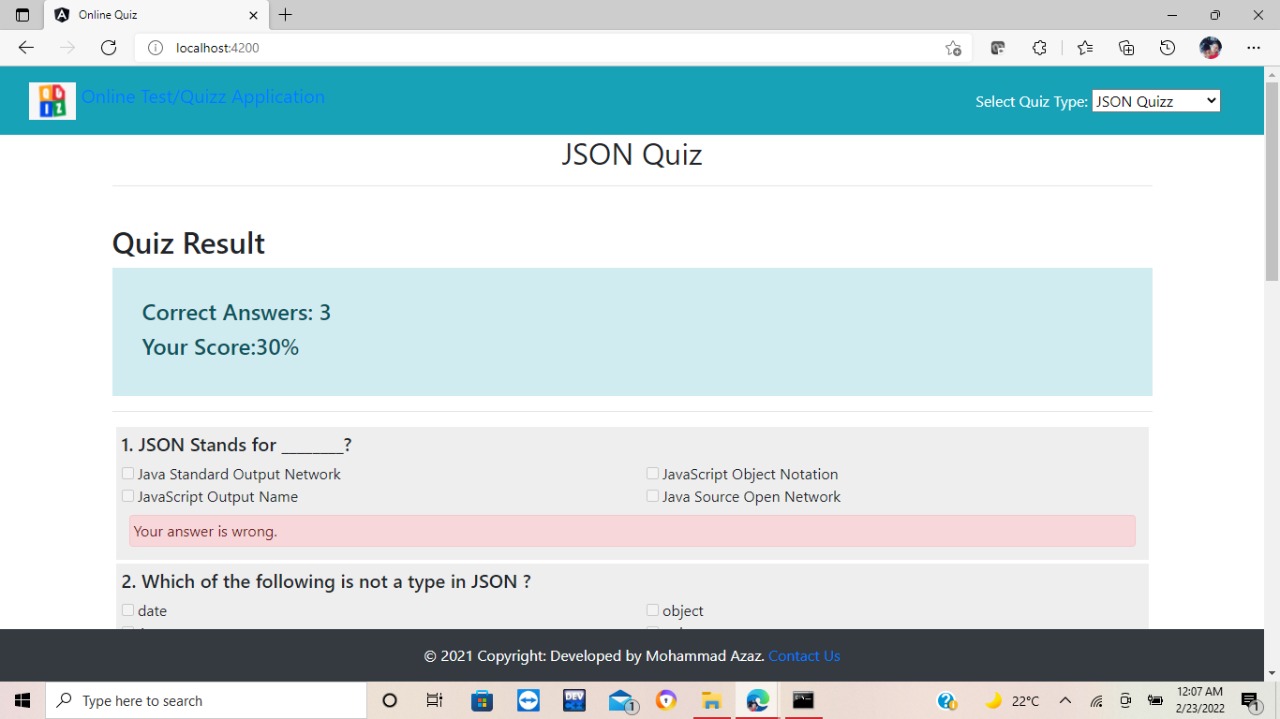 Online Quiz
localhost:4200
Online Test/Quizz Application
Select Quiz Type: JSON Quizz
JSON Quiz
Quiz Result
Correct Answers: 3
Your Score:30%
1. JSON Stands for ________?
Java Standard Output Network
JavaScript Object Notation
JavaScript Output Name
Java Source Open Network
Your answer is wrong.
2. Which of the following is not a type in JSON ?
date
object
© 2021 Copyright: Developed by Mohammad Azaz. Contact Us
Type here to search
DEV
1
22°C
12:07 AM
2/23/2022
1